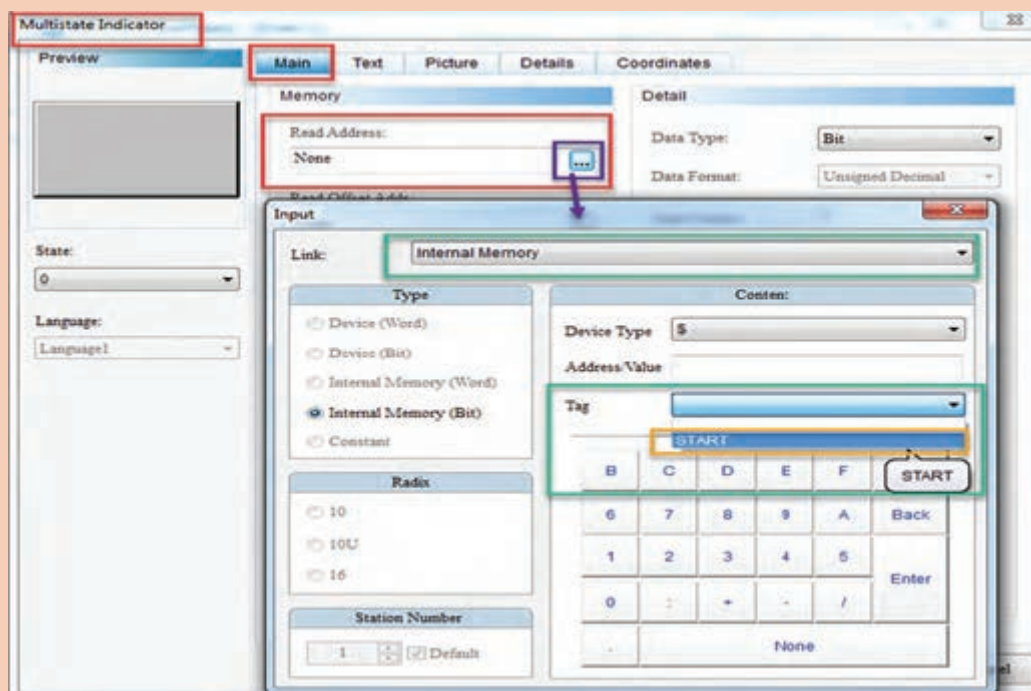 Multistate Indicator
Preview
Main Text Picture Details Coordinates
Memory
Detail
Read Address:
None
...
Data Type:
Bit
Data Format:
Unsigned Decimal
Read Offset Addr
State:
0
Language:
Language1
Input
Link:
Internal Memory
Type
Device (Word)
Device (Bit)
Internal Memory (Word)
Internal Memory (Bit)
Constant
Radix
10
10U
16
Station Number
1
Default
Conten:
Device Type
$
Address/Value
Tag
START
START
B C D E F
6 7 8 9 A Back
1 2 3 4 5
Enter
0 : + - /
. None